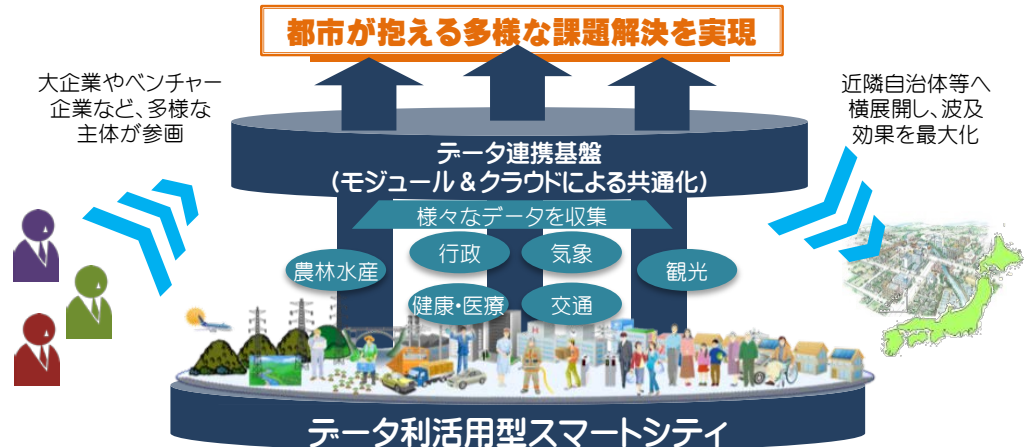 都市が抱える多様な課題解決を実現
大企業やベンチャー
企業など、多様な
主体が参画
近隣自治体等へ
横展開し、波及
効果を最大化
データ連携基盤
(モジュール&クラウドによる共通化)
様々なデータを収集
農林水産
行政
気象
観光
健康・医療
交通
H
データ利活用型スマートシティ